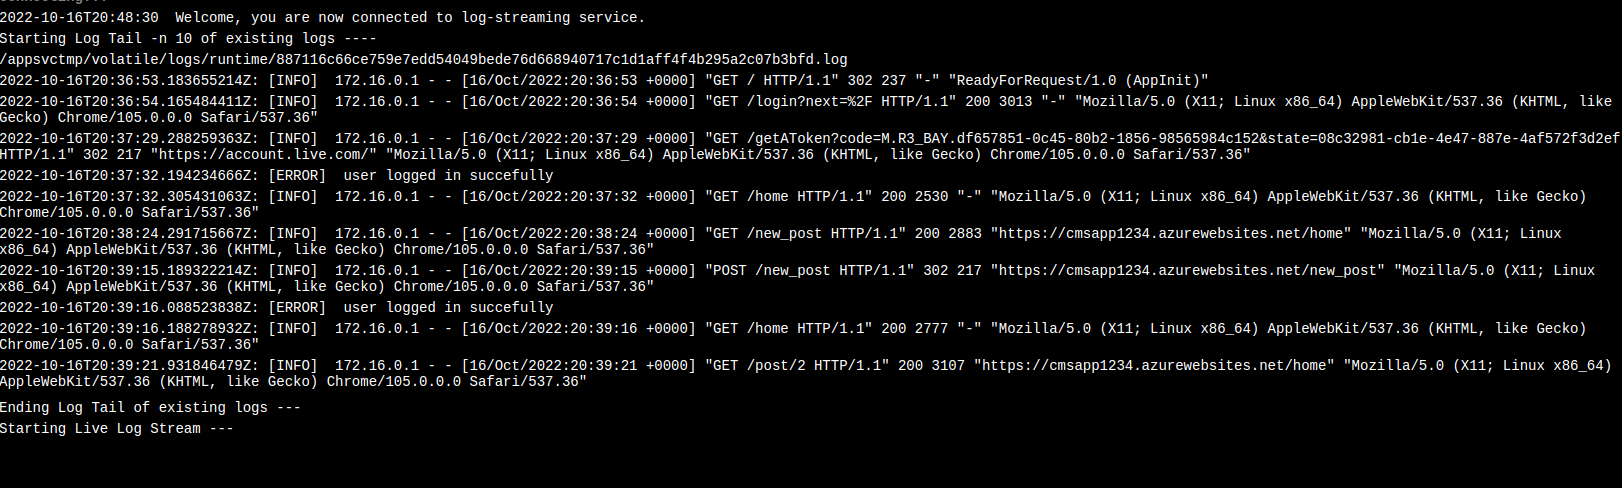 2022-10-16T20:48:30  Welcome, you are now connected to log-streaming service.
Starting Log Tail -n 10 of existing logs ----
/appsvctmp/volatile/logs/runtime/887116c66ce759e7edd54049bede76d668940717c1d1aff4f4b295a2c07b3bfd.log
2022-10-16T20:36:53.183655214Z: [INFO]  172.16.0.1 - - [16/Oct/2022:20:36:53 +0000] "GET / HTTP/1.1" 302 237 "-" "ReadyForRequest/1.0 (AppInit)"
2022-10-16T20:36:54.165484411Z: [INFO]  172.16.0.1 - - [16/Oct/2022:20:36:54 +0000] "GET /login?next=%2F HTTP/1.1" 200 3013 "-" "Mozilla/5.0 (X11; Linux x86_64) AppleWebKit/537.36 (KHTML, like
Gecko) Chrome/105.0.0.0 Safari/537.36"
2022-10-16T20:37:29.288259363Z: [INFO]  172.16.0.1 - - [16/Oct/2022:20:37:29 +0000] "GET /getAToken?code=M.R3_BAY.df657851-0c45-80b2-1856-98565984c152&state=08c32981-cb1e-4e47-887e-4af572f3d2ef
HTTP/1.1" 302 217 "https://account.live.com/" "Mozilla/5.0 (X11; Linux x86_64) AppleWebKit/537.36 (KHTML, like Gecko) Chrome/105.0.0.0 Safari/537.36"
2022-10-16T20:37:32.194234666Z: [ERROR]  user logged in succefully
2022-10-16T20:37:32.305431063Z: [INFO]  172.16.0.1 - - [16/Oct/2022:20:37:32 +0000] "GET /home HTTP/1.1" 200 2530 "-" "Mozilla/5.0 (X11; Linux x86_64) AppleWebKit/537.36 (KHTML, like Gecko)
Chrome/105.0.0.0 Safari/537.36"
2022-10-16T20:38:24.291715667Z: [INFO]  172.16.0.1 - - [16/Oct/2022:20:38:24 +0000] "GET /new_post HTTP/1.1" 200 2883 "https://cmsapp1234.azurewebsites.net/home" "Mozilla/5.0 (X11; Linux
x86_64) AppleWebKit/537.36 (KHTML, like Gecko) Chrome/105.0.0.0 Safari/537.36"
2022-10-16T20:39:15.189322214Z: [INFO]  172.16.0.1 - - [16/Oct/2022:20:39:15 +0000] "POST /new_post HTTP/1.1" 302 217 "https://cmsapp1234.azurewebsites.net/new_post" "Mozilla/5.0 (X11; Linux
x86_64) AppleWebKit/537.36 (KHTML, like Gecko) Chrome/105.0.0.0 Safari/537.36"
2022-10-16T20:39:16.088523838Z: [ERROR]  user logged in succefully
2022-10-16T20:39:16.188278932Z: [INFO]  172.16.0.1 - - [16/Oct/2022:20:39:16 +0000] "GET /home HTTP/1.1" 200 2777 "-" "Mozilla/5.0 (X11; Linux x86_64) AppleWebKit/537.36 (KHTML, like Gecko)
Chrome/105.0.0.0 Safari/537.36"
2022-10-16T20:39:21.931846479Z: [INFO]  172.16.0.1 - - [16/Oct/2022:20:39:21 +0000] "GET /post/2 HTTP/1.1" 200 3107 "https://cmsapp1234.azurewebsites.net/home" "Mozilla/5.0 (X11; Linux x86_64)
AppleWebKit/537.36 (KHTML, like Gecko) Chrome/105.0.0.0 Safari/537.36"
Ending Log Tail of existing logs ---
Starting Live Log Stream ---